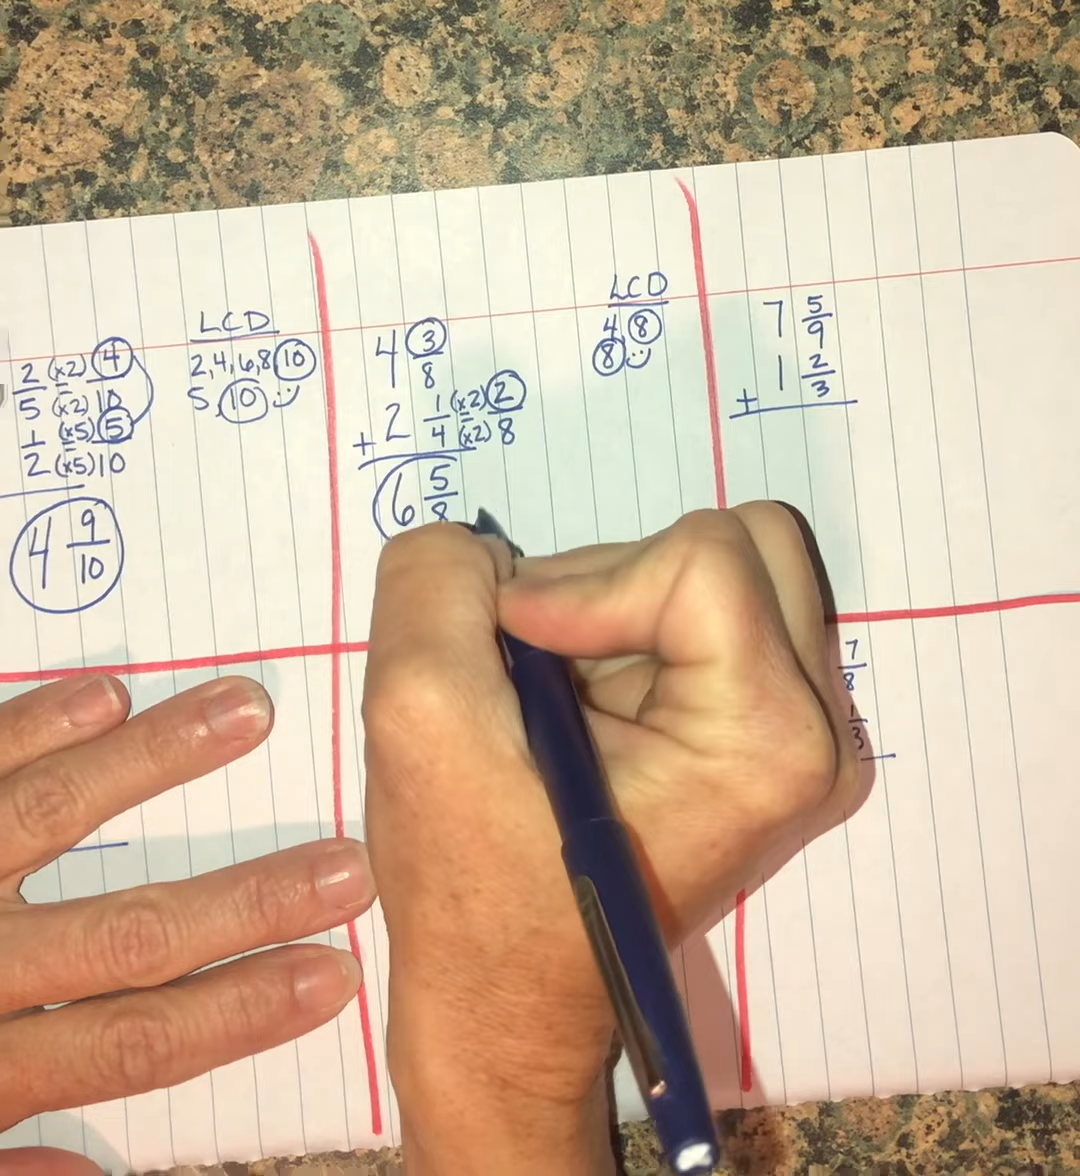 LCD
2 (x2) 4
5 (x2) 10
1 (x5) 5
2 (x5) 10
2,4,6,8 10
5, 10
4 9
10
LCD
4 8
8
4 3
8
2 1 (x2) 2
+ 4 (x2) 8
6 5
8
7 5
9
1 2
+ 3
7
8
1
3